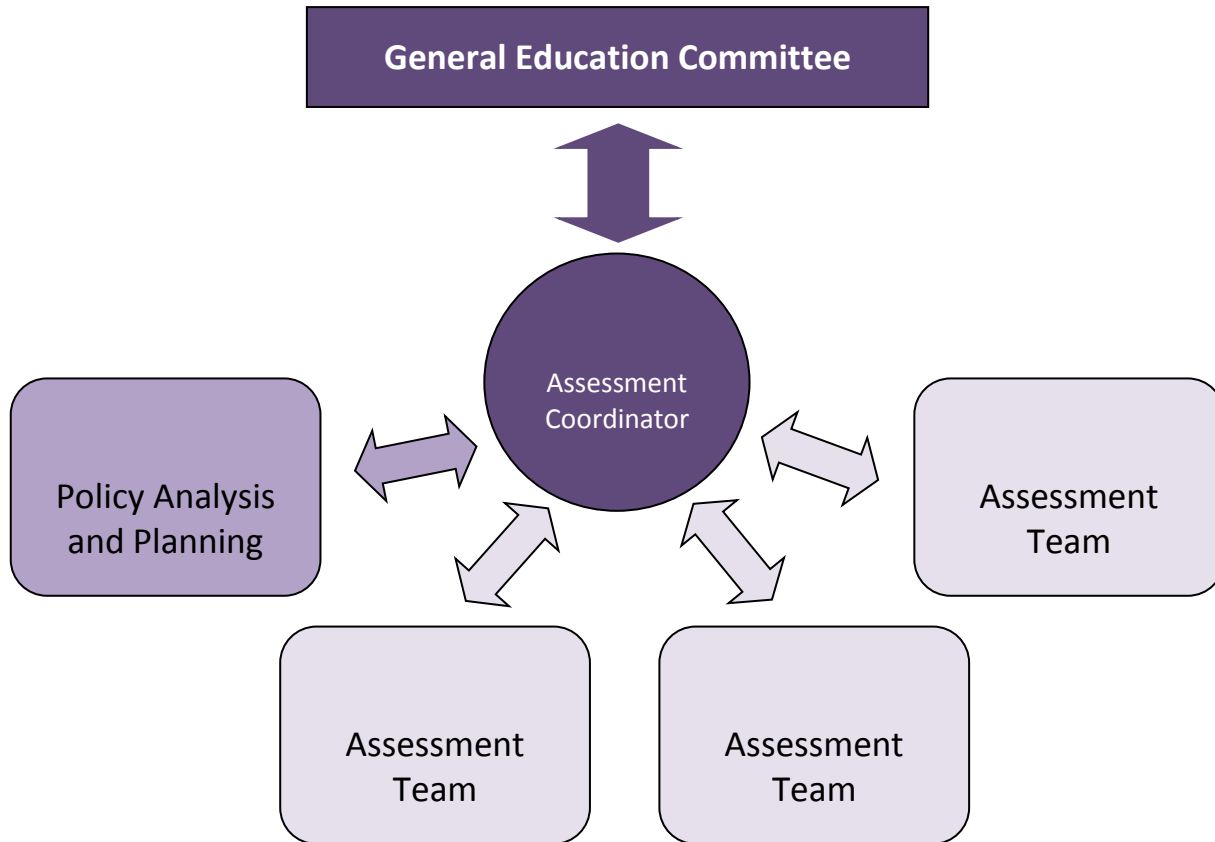 General Education Committee
Assessment
Coordinator
Policy Analysis
and Planning
Assessment
Team
Assessment
Team
Assessment
Team